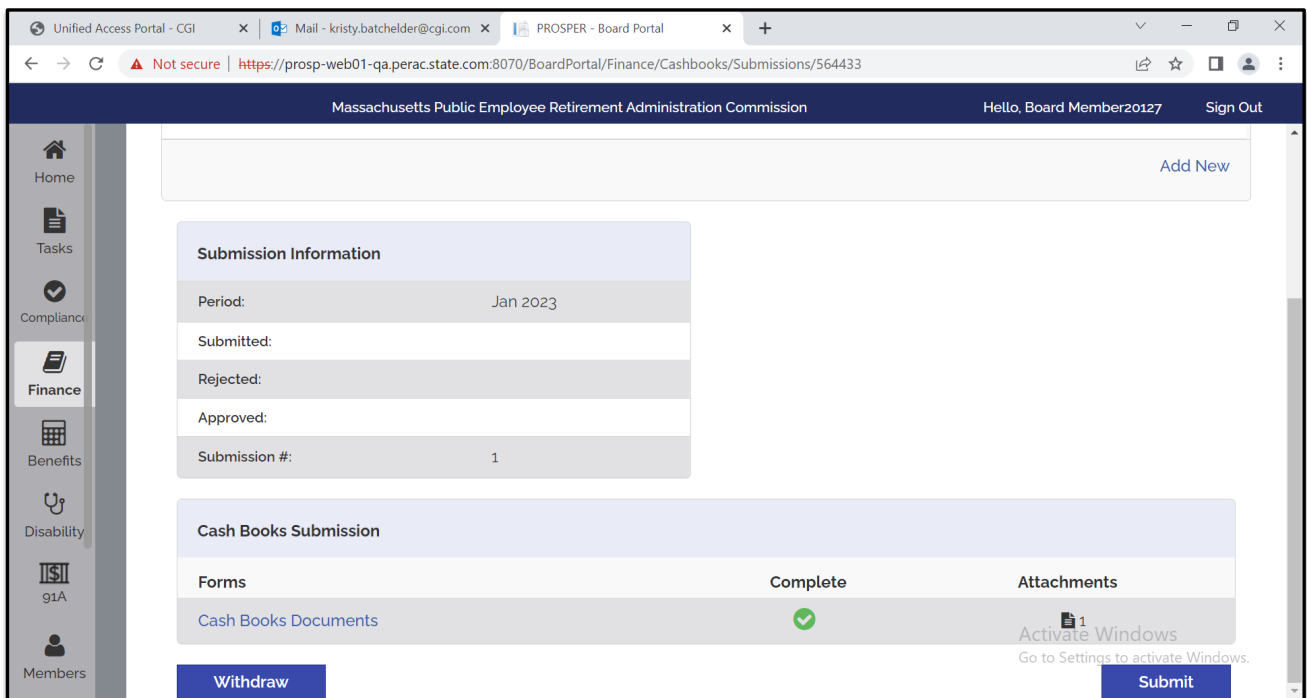 Unified Access Portal - CGI
Mail - kristy.batchelder@cgi.com
PROSPER - Board Portal
Not secure | https://prosp-web01-qa.perac.state.com:8070/BoardPortal/Finance/Cashbooks/Submissions/564433
Massachusetts Public Employee Retirement Administration Commission
Hello, Board Member20127
Sign Out
Home
Tasks
Compliance
Finance
Benefits
Disability
91A
Members
Add New
Submission Information
Period: Jan 2023
Submitted:
Rejected:
Approved:
Submission #: 1
Cash Books Submission
Forms Complete Attachments
Cash Books Documents 1
Activate Windows
Go to Settings to activate Windows.
Withdraw
Submit